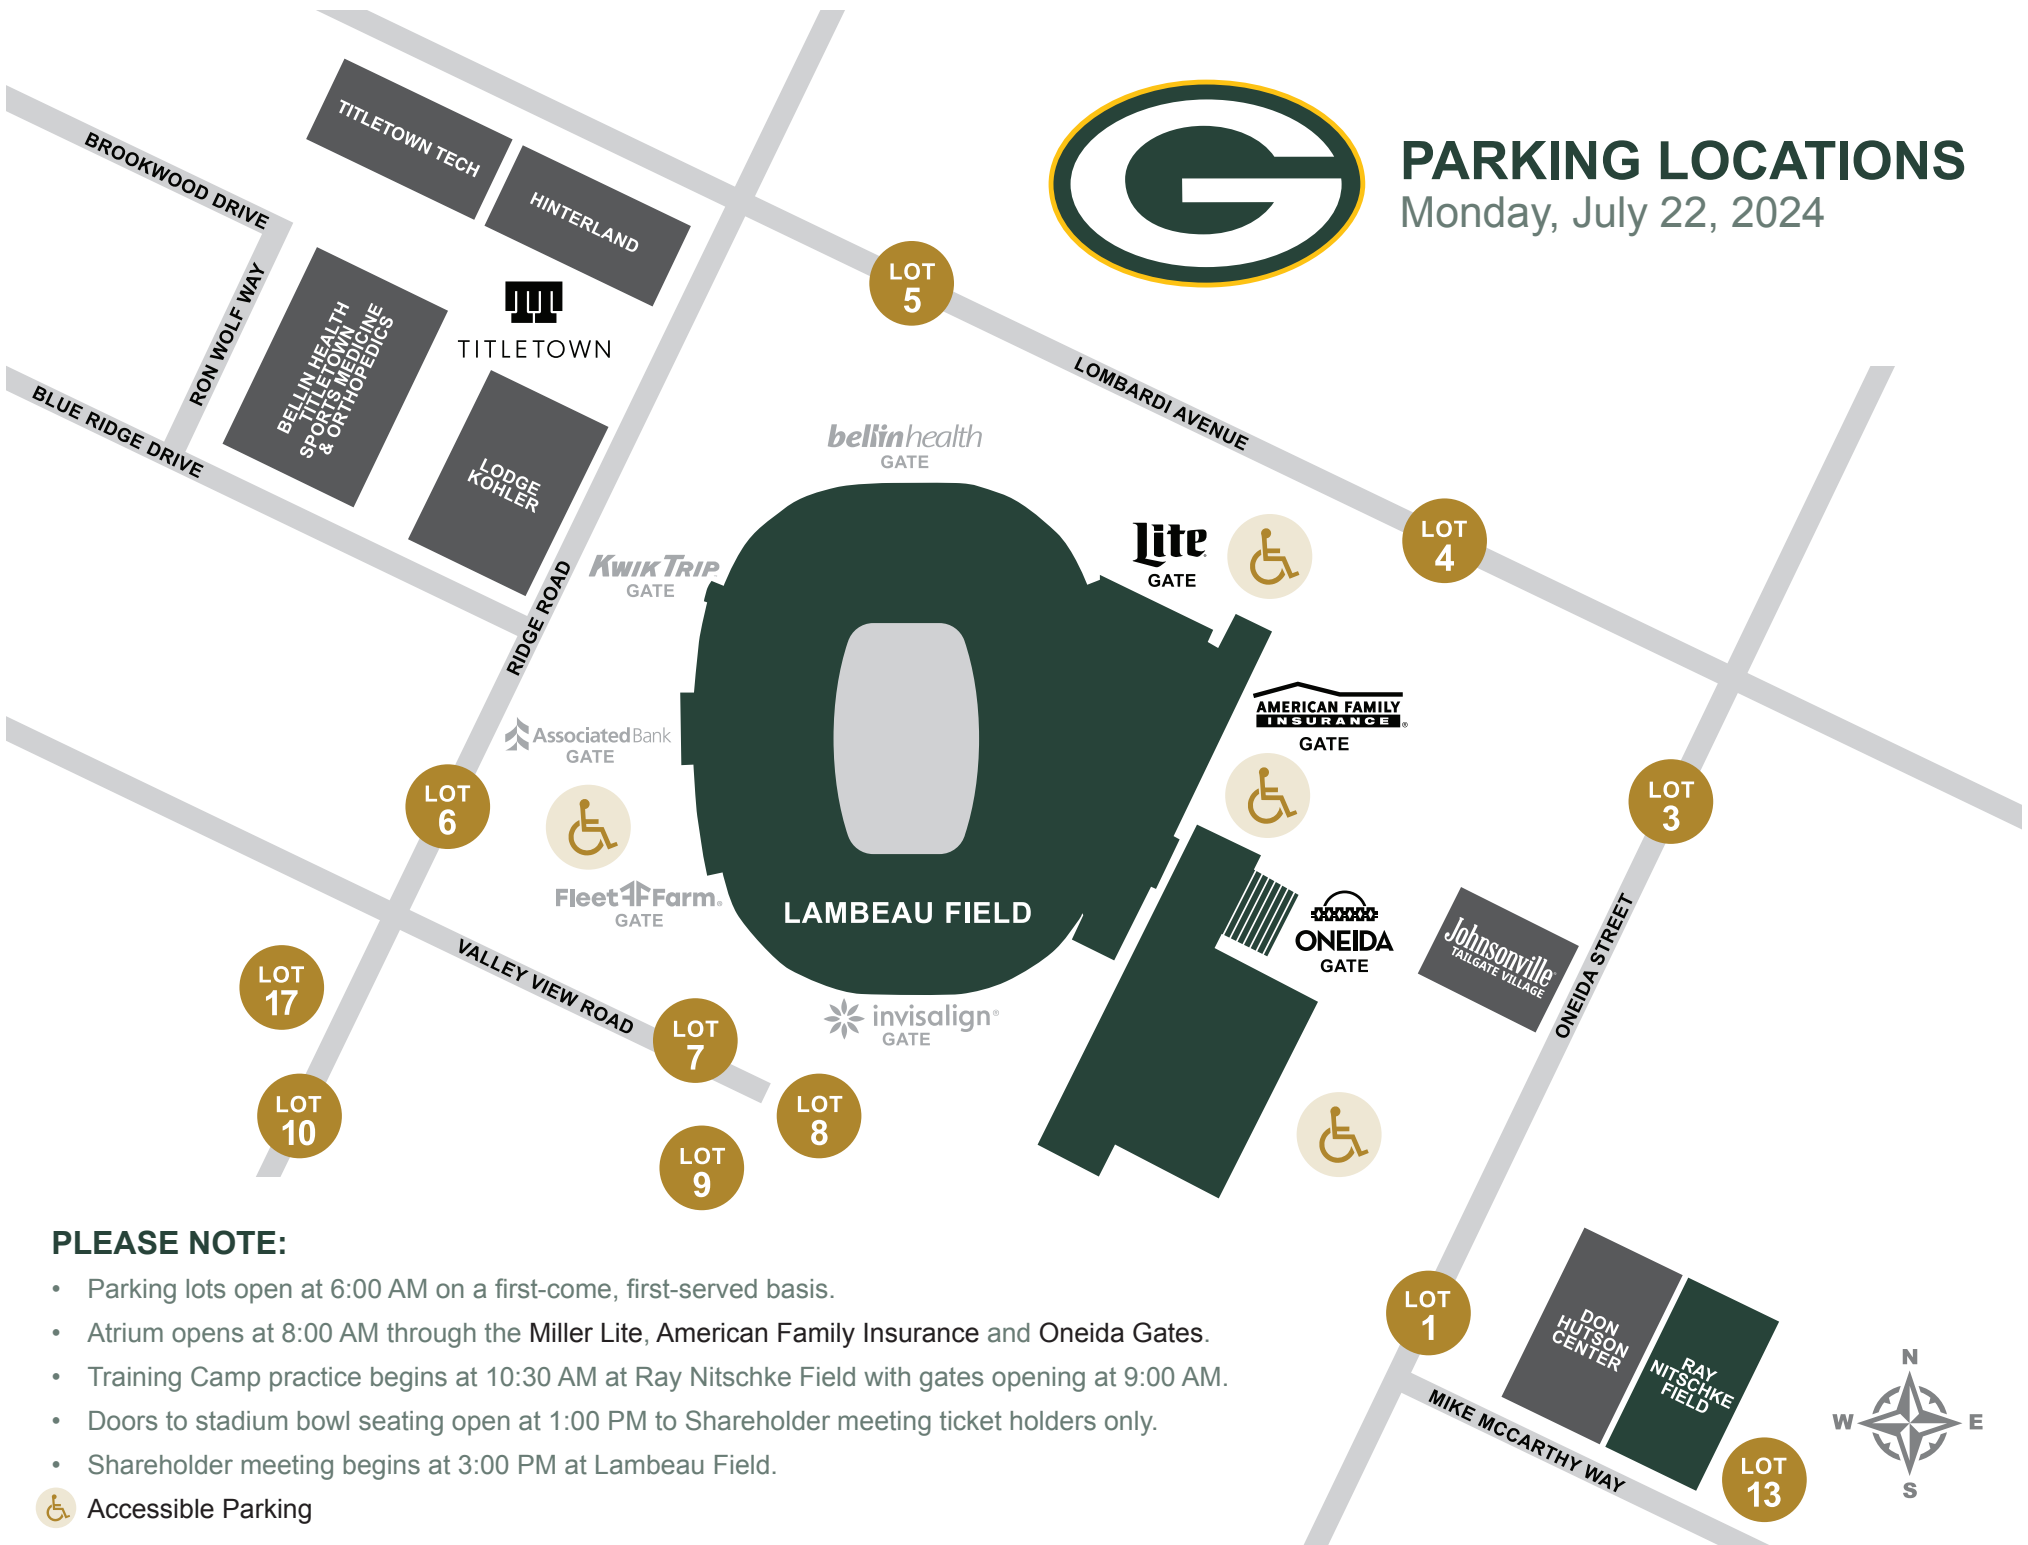 PARKING LOCATIONS
Monday, July 22, 2024
TITLETOWN TECH
HINTERLAND
BROOKWOOD DRIVE
RON WOLF WAY
BLUE RIDGE DRIVE
BELLIN HEALTH
TITLETOWN
SPORTS MEDICINE
& ORTHOPEDICS
TITLETOWN
LODGE
KOHLER
RIDGE ROAD
LOT
5
LOMBARDI AVENUE
bellinhealth
GATE
KWIK TRIP
GATE
Lite
GATE
LOT
4
AssociatedBank
GATE
AMERICAN FAMILY
INSURANCE®
GATE
LOT
6
LOT
3
Fleet Farm®
GATE
LAMBEAU FIELD
ONEIDA
GATE
Johnsonville
TAILGATE VILLAGE
ONEIDA STREET
VALLEY VIEW ROAD
LOT
17
invisalign®
GATE
LOT
7
LOT
10
LOT
8
LOT
9
LOT
1
DON
HUTSON
CENTER
RAY
NITSCHKE
FIELD
MIKE MCCARTHY WAY
LOT
13
N
W
E
S
PLEASE NOTE:
• Parking lots open at 6:00 AM on a first-come, first-served basis.
• Atrium opens at 8:00 AM through the Miller Lite, American Family Insurance and Oneida Gates.
• Training Camp practice begins at 10:30 AM at Ray Nitschke Field with gates opening at 9:00 AM.
• Doors to stadium bowl seating open at 1:00 PM to Shareholder meeting ticket holders only.
• Shareholder meeting begins at 3:00 PM at Lambeau Field.
Accessible Parking